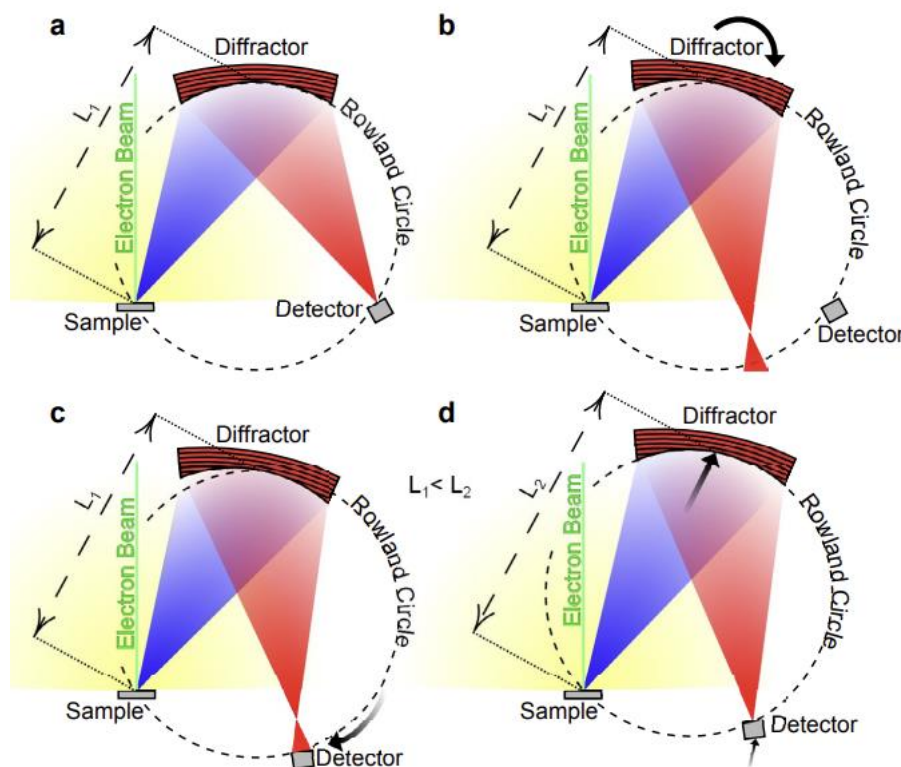 a
Diffractor
L1
Electron Beam
Rowland Circle
Sample
Detector
b
Diffractor
L1
Electron Beam
Rowland Circle
Sample
Detector
c
Diffractor
L1
Electron Beam
Rowland Circle
Sample
Detector
L1< L2
d
Diffractor
L2
Electron Beam
Rowland Circle
Sample
Detector